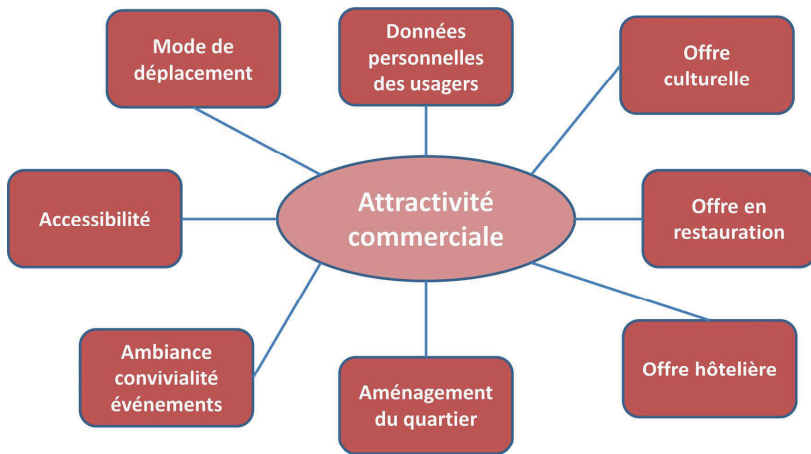 Mode de
déplacement
Données
personnelles
des usagers
Offre
culturelle
Accessibilité
Attractivité
commerciale
Offre en
restauration
Ambiance
convivialité
événements
Aménagement
du quartier
Offre hôtelière